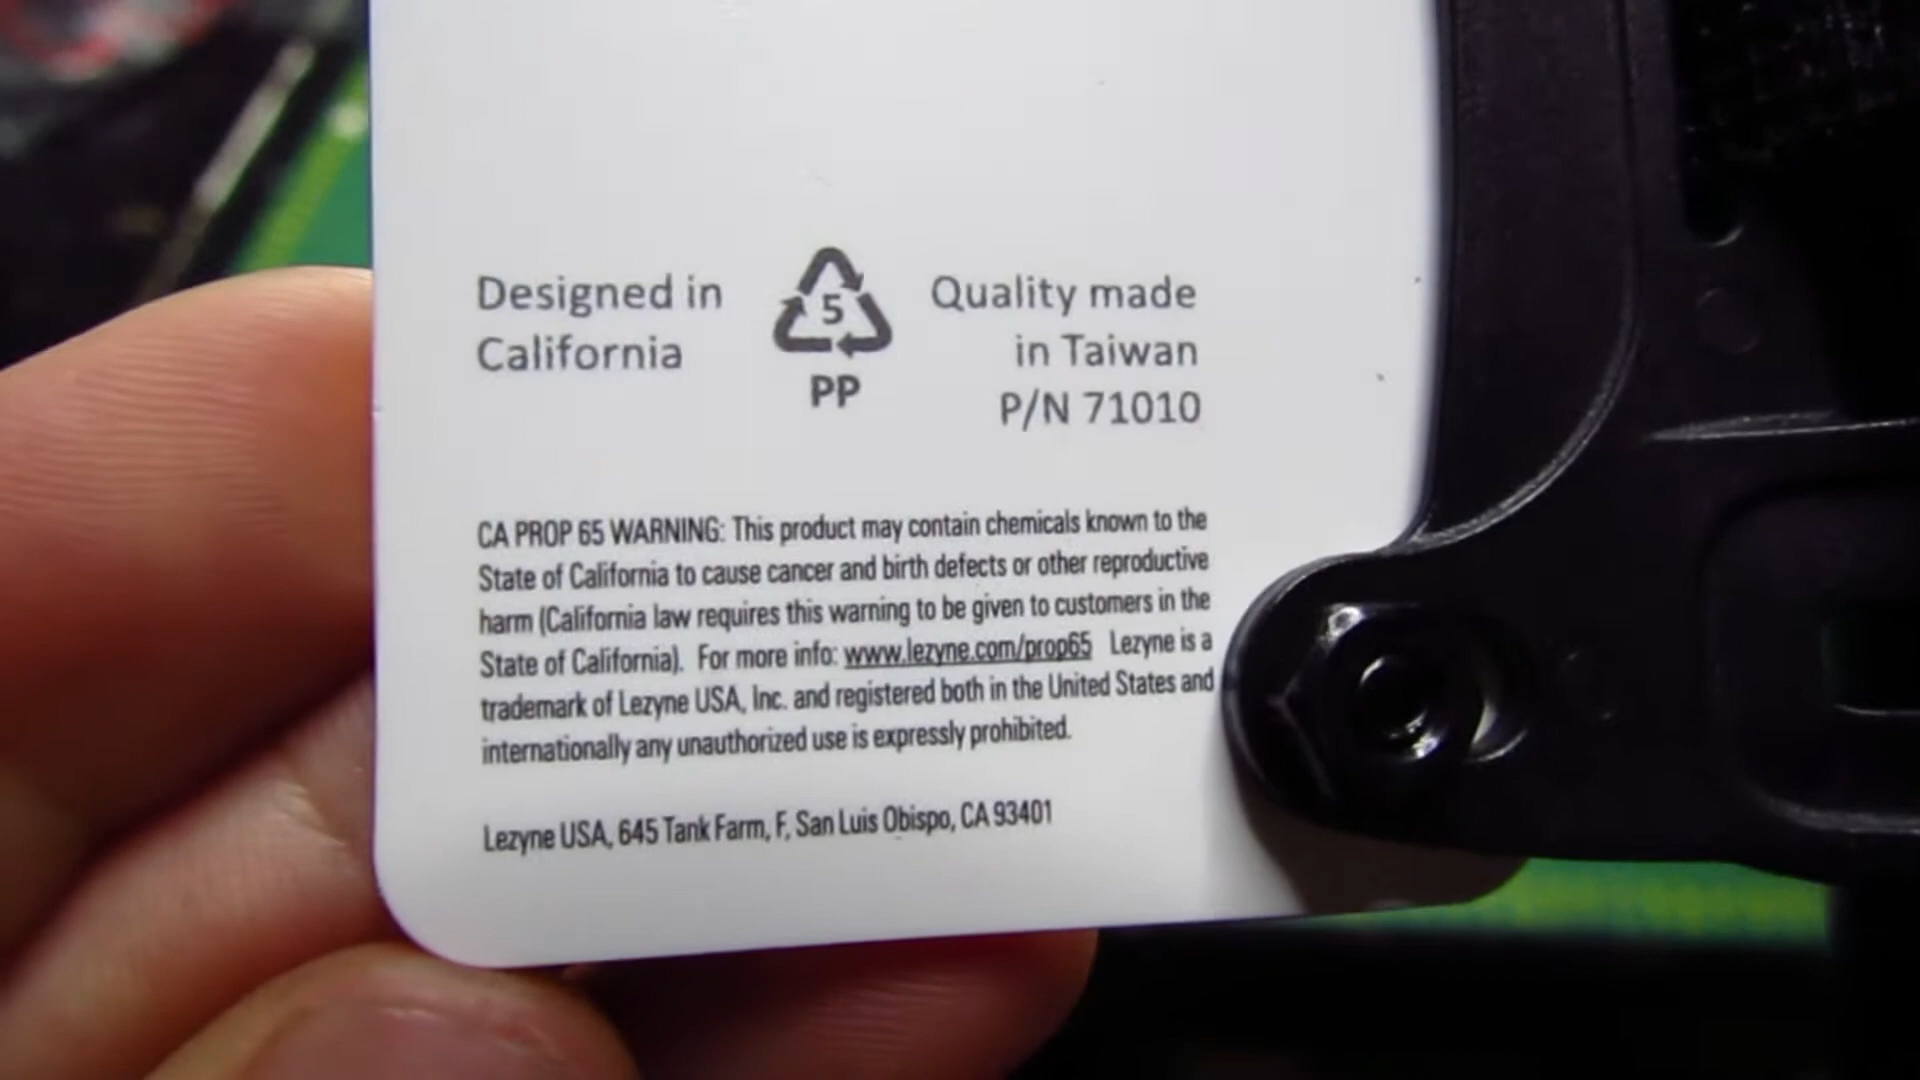 Designed in
California
5
PP
Quality made
in Taiwan
P/N 71010
CA PROP 65 WARNING: This product may contain chemicals known to the
State of California to cause cancer and birth defects or other reproductive
harm (California law requires this warning to be given to customers in the
State of California). For more info: www.lezyne.com/prop65 Lezyne is a
trademark of Lezyne USA, Inc. and registered both in the United States and
internationally any unauthorized use is expressly prohibited.
Lezyne USA, 645 Tank Farm, F, San Luis Obispo, CA 93401